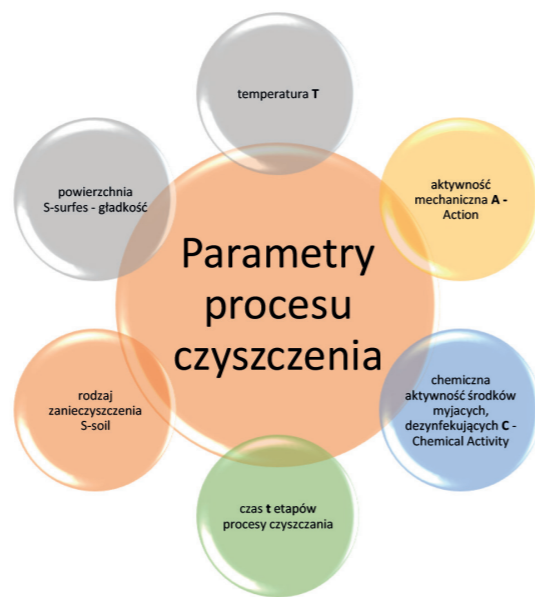 temperatura T
aktywność
mechaniczna A -
Action
chemiczna
aktywność środków
myjacych,
dezynfekujących C -
Chemical Activity
czas t etapów
procesy czyszczania
rodzaj
zanieczyszczenia
S-soil
powierzchnia
S-surfes - gładkość
Parametry
procesu
czyszczenia